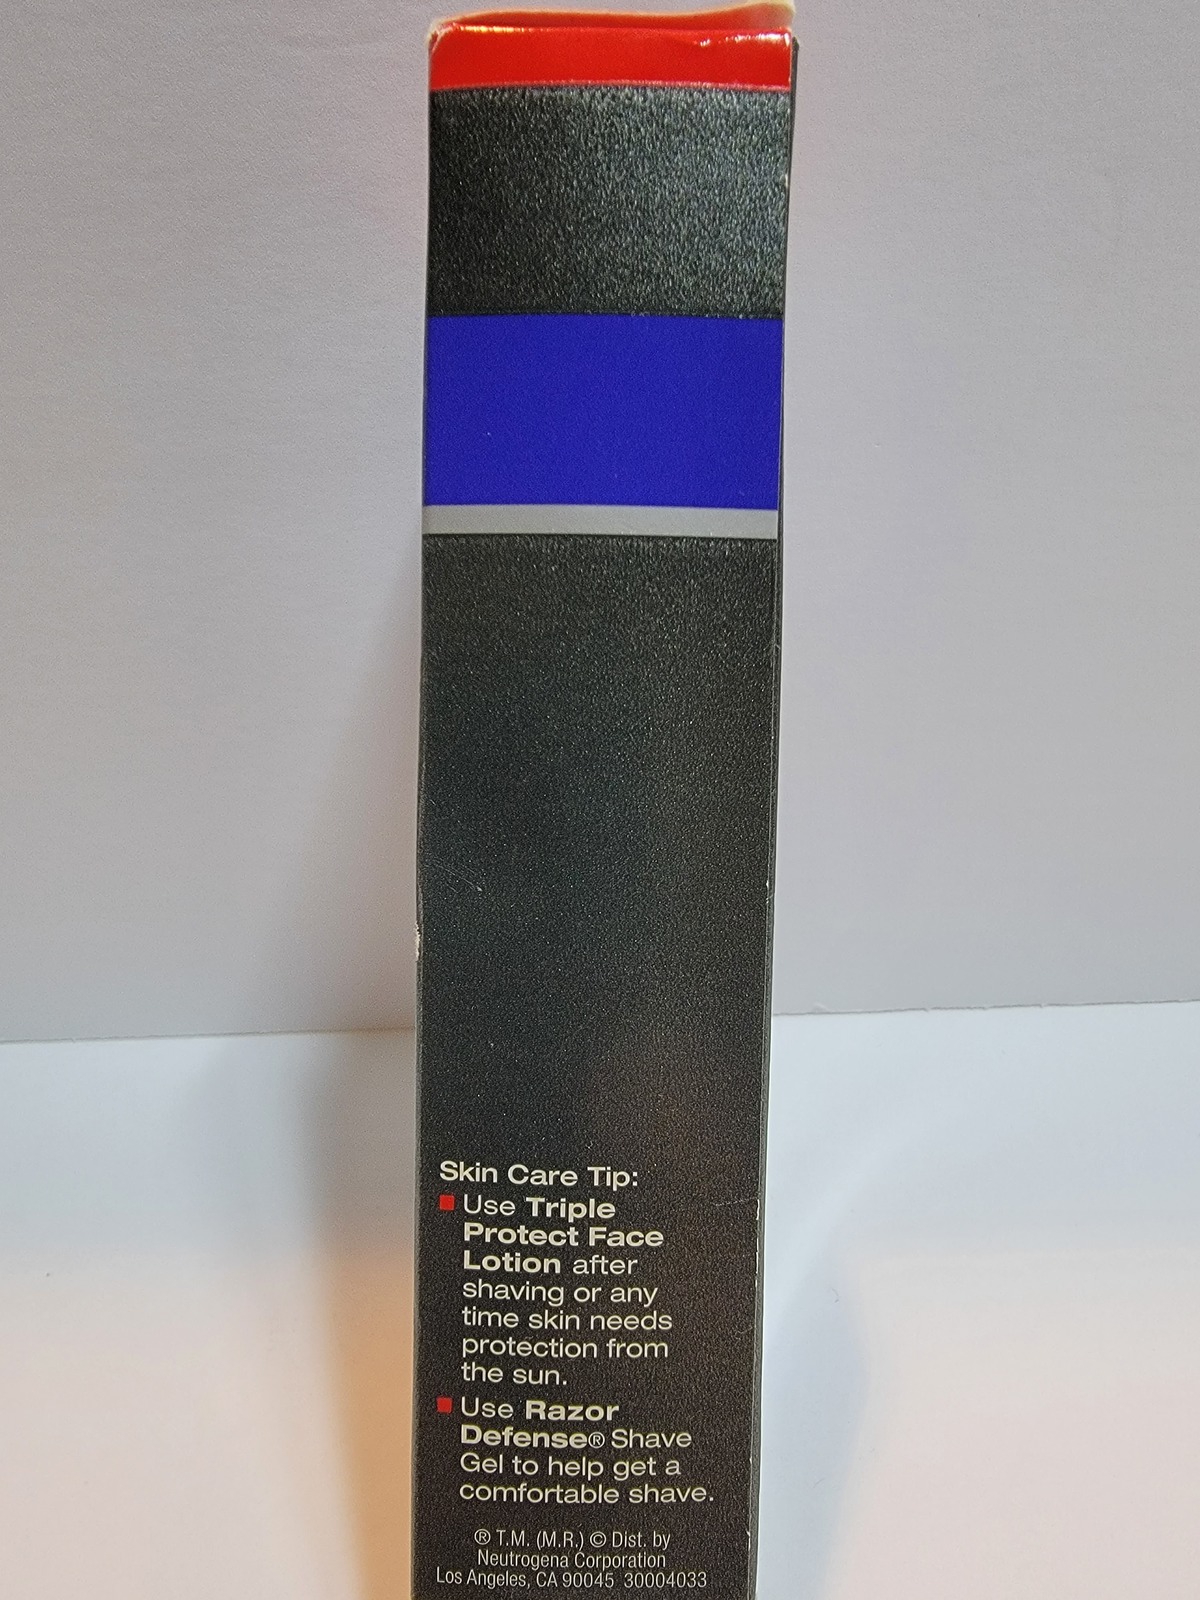 Skin Care Tip:
Use Triple
Protect Face
Lotion after
shaving or any
time skin needs
protection from
the sun.
Use Razor
Defense® Shave
Gel to help get a
comfortable shave.
® T.M. (M.R.) © Dist. by
Neutrogena Corporation
Los Angeles, CA 90045 30004033